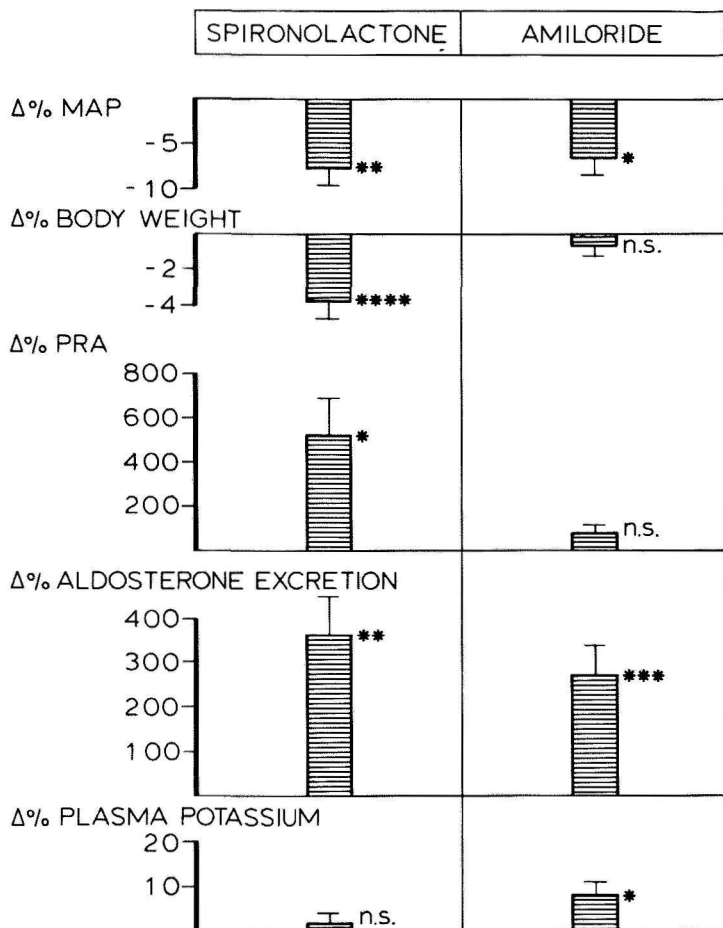 SPIRONOLACTONE AMILORIDE
Δ% MAP
-5
-10
** *
Δ% BODY WEIGHT
-2
-4
**** n.s.
Δ% PRA
800
600
400
200
* n.s.
Δ% ALDOSTERONE EXCRETION
400
300
200
100
** ***
Δ% PLASMA POTASSIUM
20
10
n.s. *